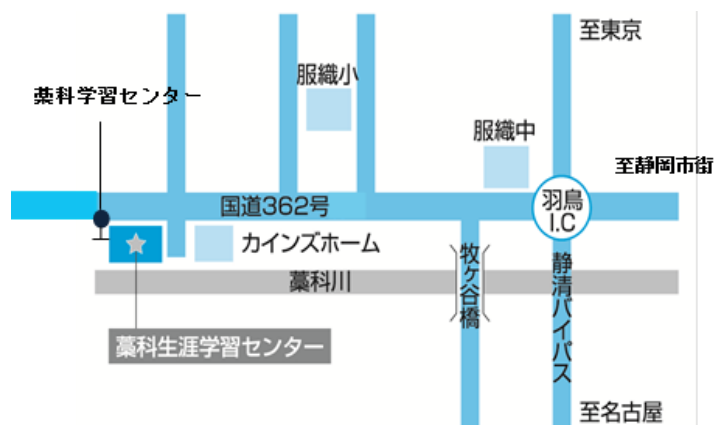 至東京
服織小
藁科学習センター
服織中
至静岡市街
国道362号
羽鳥
I.C
カインズホーム
牧ヶ谷橋
静清バイパス
藁科川
藁科生涯学習センター
至名古屋